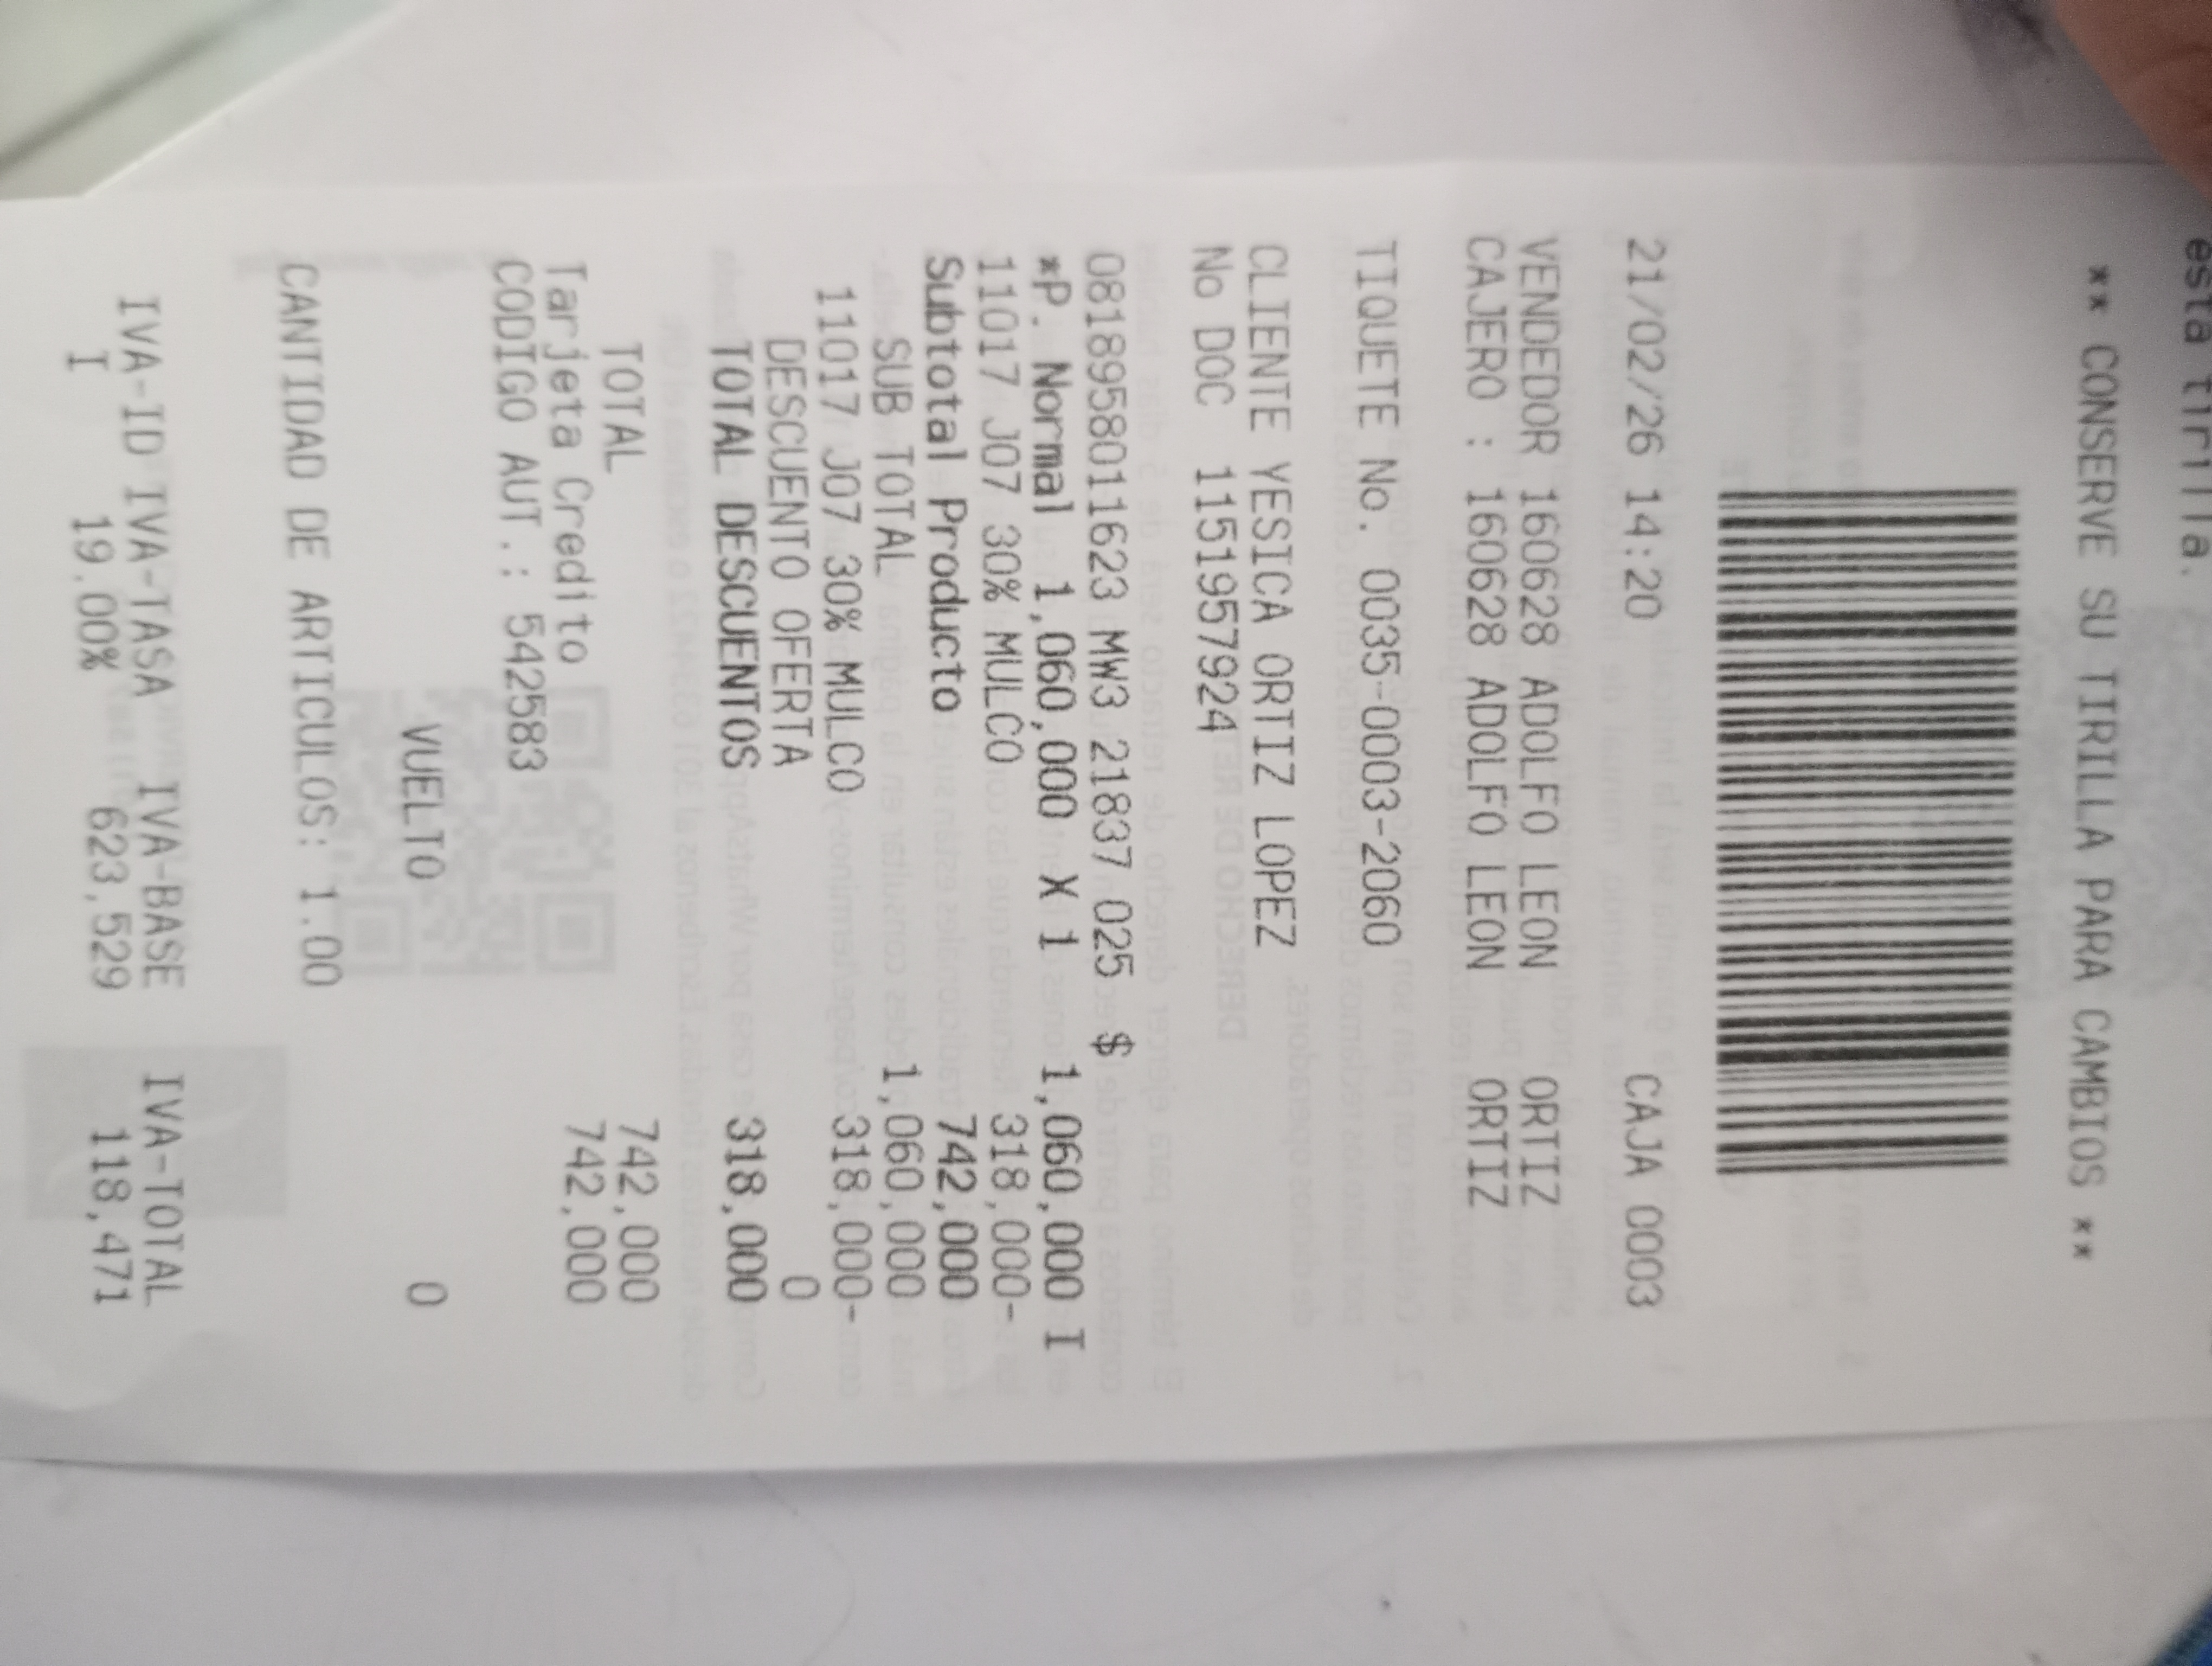 esta tirilla.
** CONSERVE SU TIRILLA PARA CAMBIOS **
21/02/26 14:20 CAJA 0003
VENDEDOR 160628 ADOLFO LEON ORTIZ
CAJERO : 160628 ADOLFO LEON ORTIZ
TIQUETE No. 0035-0003-2060
CLIENTE YESICA ORTIZ LOPEZ
No DOC 1151957924
0818958011623 MW3 21837 025 $
*P. Normal 1,060,000 X 1 1,060,000 I
11017 J07 30% MULCO 318,000-
Subtotal Producto 742,000
SUB TOTAL 1,060,000
11017 J07 30% MULCO 318,000-
DESCUENTO OFERTA 0
TOTAL DESCUENTOS 318,000
TOTAL 742,000
Tarjeta Credito 742,000
CODIGO AUT.: 542583
VUELTO 0
CANTIDAD DE ARTICULOS: 1.00
IVA-ID IVA-TASA IVA-BASE IVA-TOTAL
I 19.00% 623,529 118,471